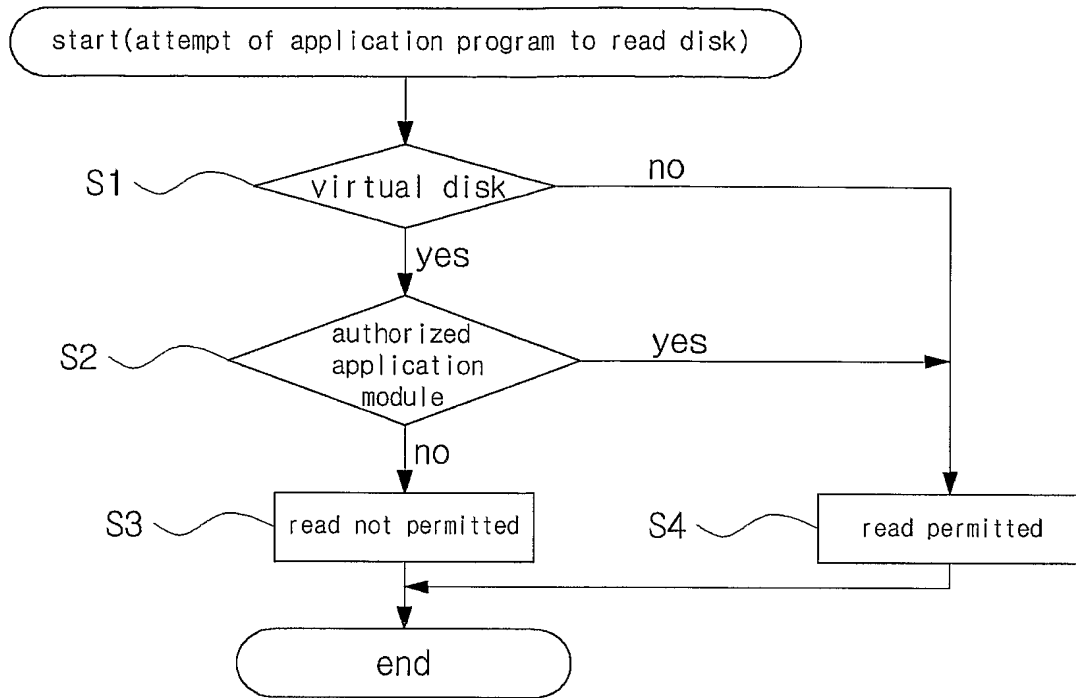 start(attempt of application program to read disk)
S1
virtual disk
no
yes
S2
authorized
application
module
yes
no
S3
read not permitted
S4
read permitted
end